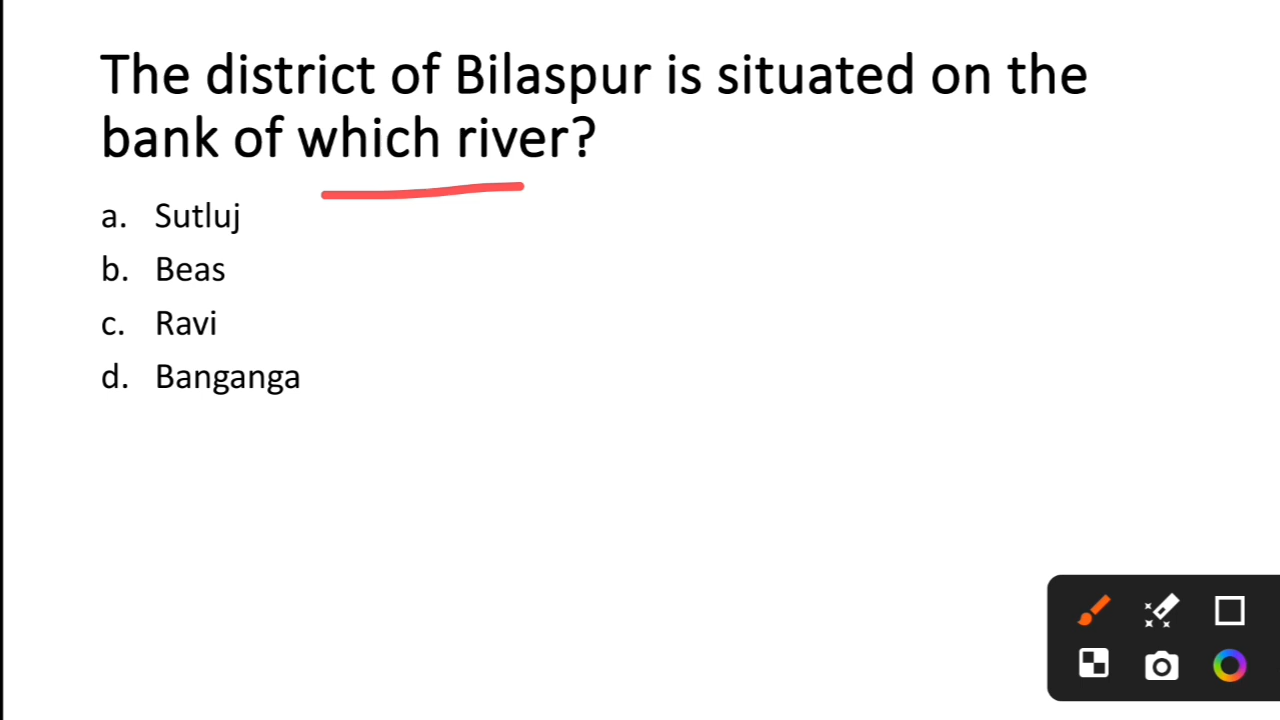 The district of Bilaspur is situated on the
bank of which river?
a. Sutluj
b. Beas
c. Ravi
d. Banganga